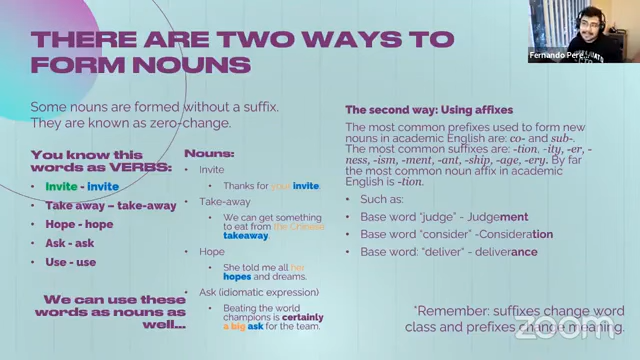 THERE ARE TWO WAYS TO
FORM NOUNS
Fernando Pere...
Some nouns are formed without a suffix.
They are known as zero-change.
You know this
words as VERBS:
• Invite - invite
• Take away – take-away
• Hope - hope
• Ask - ask
• Use - use
We can use these
words as nouns as
well...
Nouns:
• Invite
• Thanks for your invite.
• Take-away
• We can get something
to eat from the Chinese
takeaway.
• Hope
• She told me all her
hopes and dreams.
• Ask (idiomatic expression)
• Beating the world
champions is certainly
a big ask for the team.
The second way: Using affixes
The most common prefixes used to form new
nouns in academic English are: co- and sub-.
The most common suffixes are: -tion, -ity, -er, -
ness, -ism, -ment, -ant, -ship, -age, -ery. By far
the most common noun affix in academic
English is -tion.
• Such as:
• Base word “judge” - Judgement
• Base word “consider” -Consideration
• Base word: “deliver” - deliverance
*Remember: suffixes change word
class and prefixes change meaning.
zoom